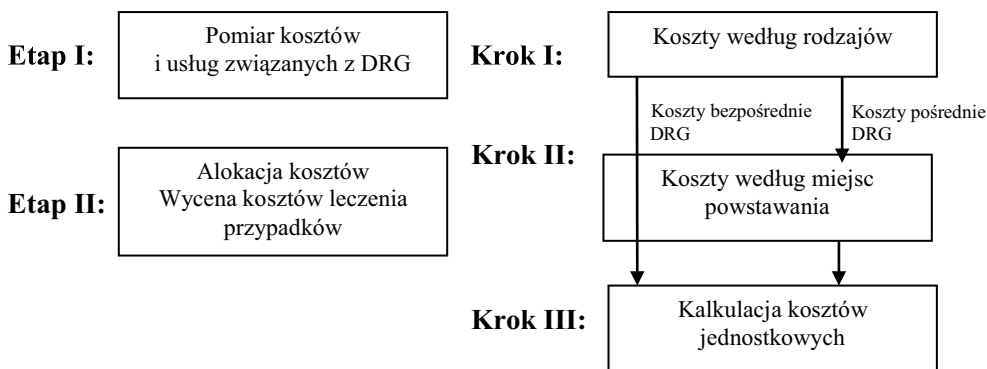 Etap I:
Pomiar kosztów
i usług związanych z DRG
Etap II:
Alokacja kosztów
Wycena kosztów leczenia
przypadków
Krok I:
Koszty według rodzajów
Koszty bezpośrednie
DRG
Koszty pośrednie
DRG
Krok II:
Koszty według miejsc
powstawania
Krok III:
Kalkulacja kosztów
jednostkowych